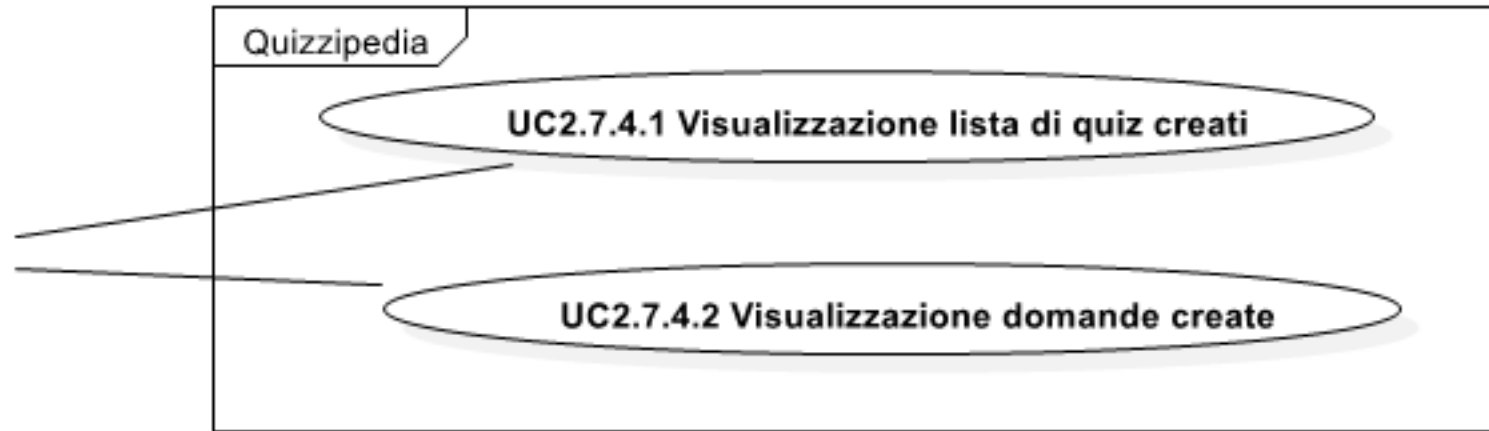 Quizzipedia
UC2.7.4.1 Visualizzazione lista di quiz creati
UC2.7.4.2 Visualizzazione domande create